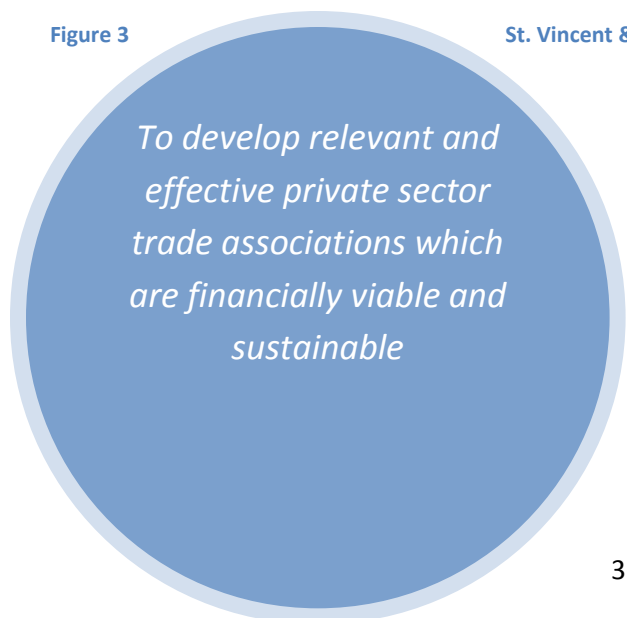 Figure 3 St. Vincent &
To develop relevant and
effective private sector
trade associations which
are financially viable and
sustainable
3